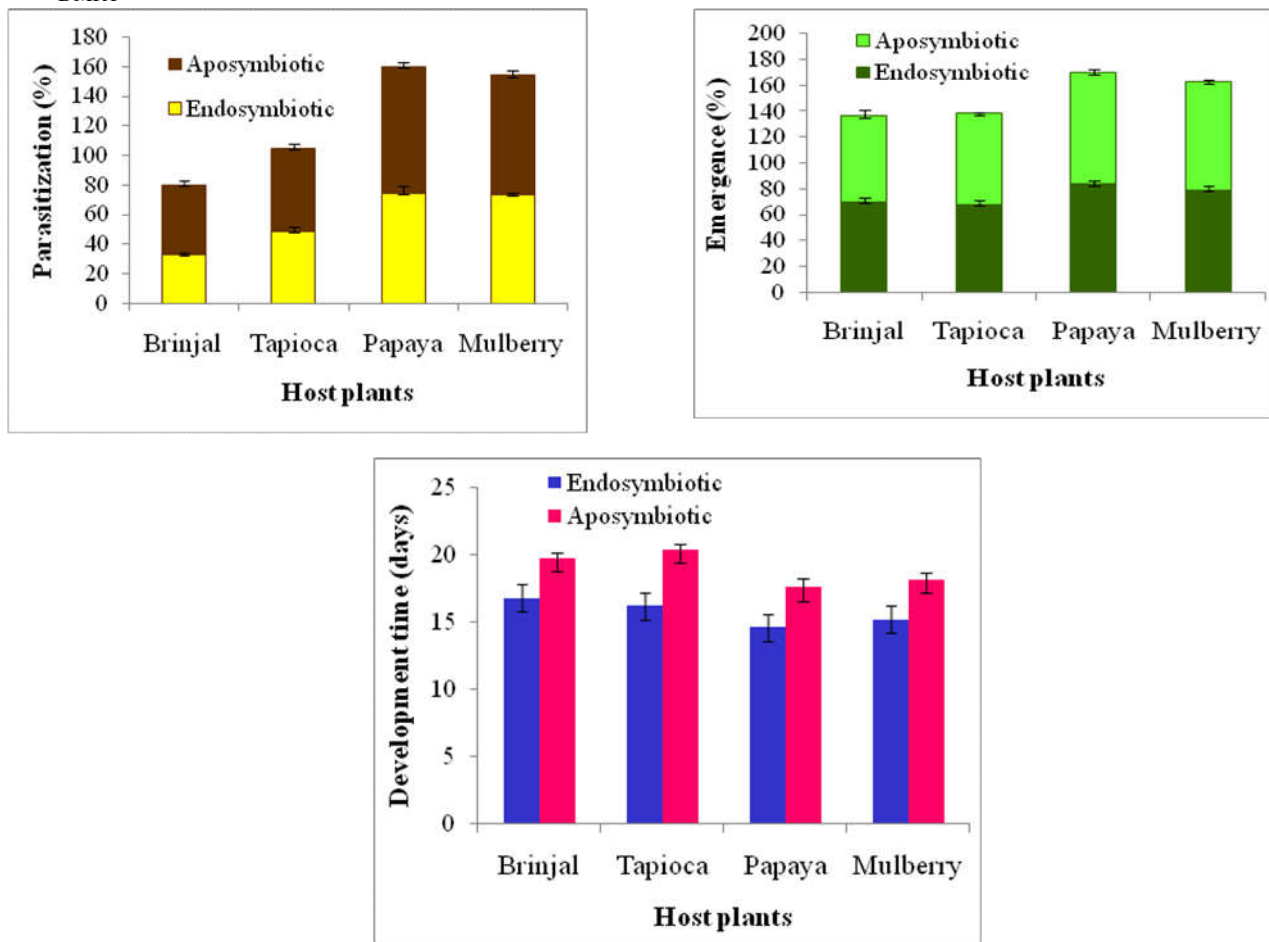 DMRT
180
160
140
120
100
80
60
40
20
0
Parasitization (%)
Aposymbiotic
Endosymbiotic
Brinjal Tapioca Papaya Mulberry
Host plants
200
180
160
140
120
100
80
60
40
20
0
Emergence (%)
Aposymbiotic
Endosymbiotic
Brinjal Tapioca Papaya Mulberry
Host plants
25
20
15
10
5
0
Development time (days)
Endosymbiotic
Aposymbiotic
Brinjal Tapioca Papaya Mulberry
Host plants